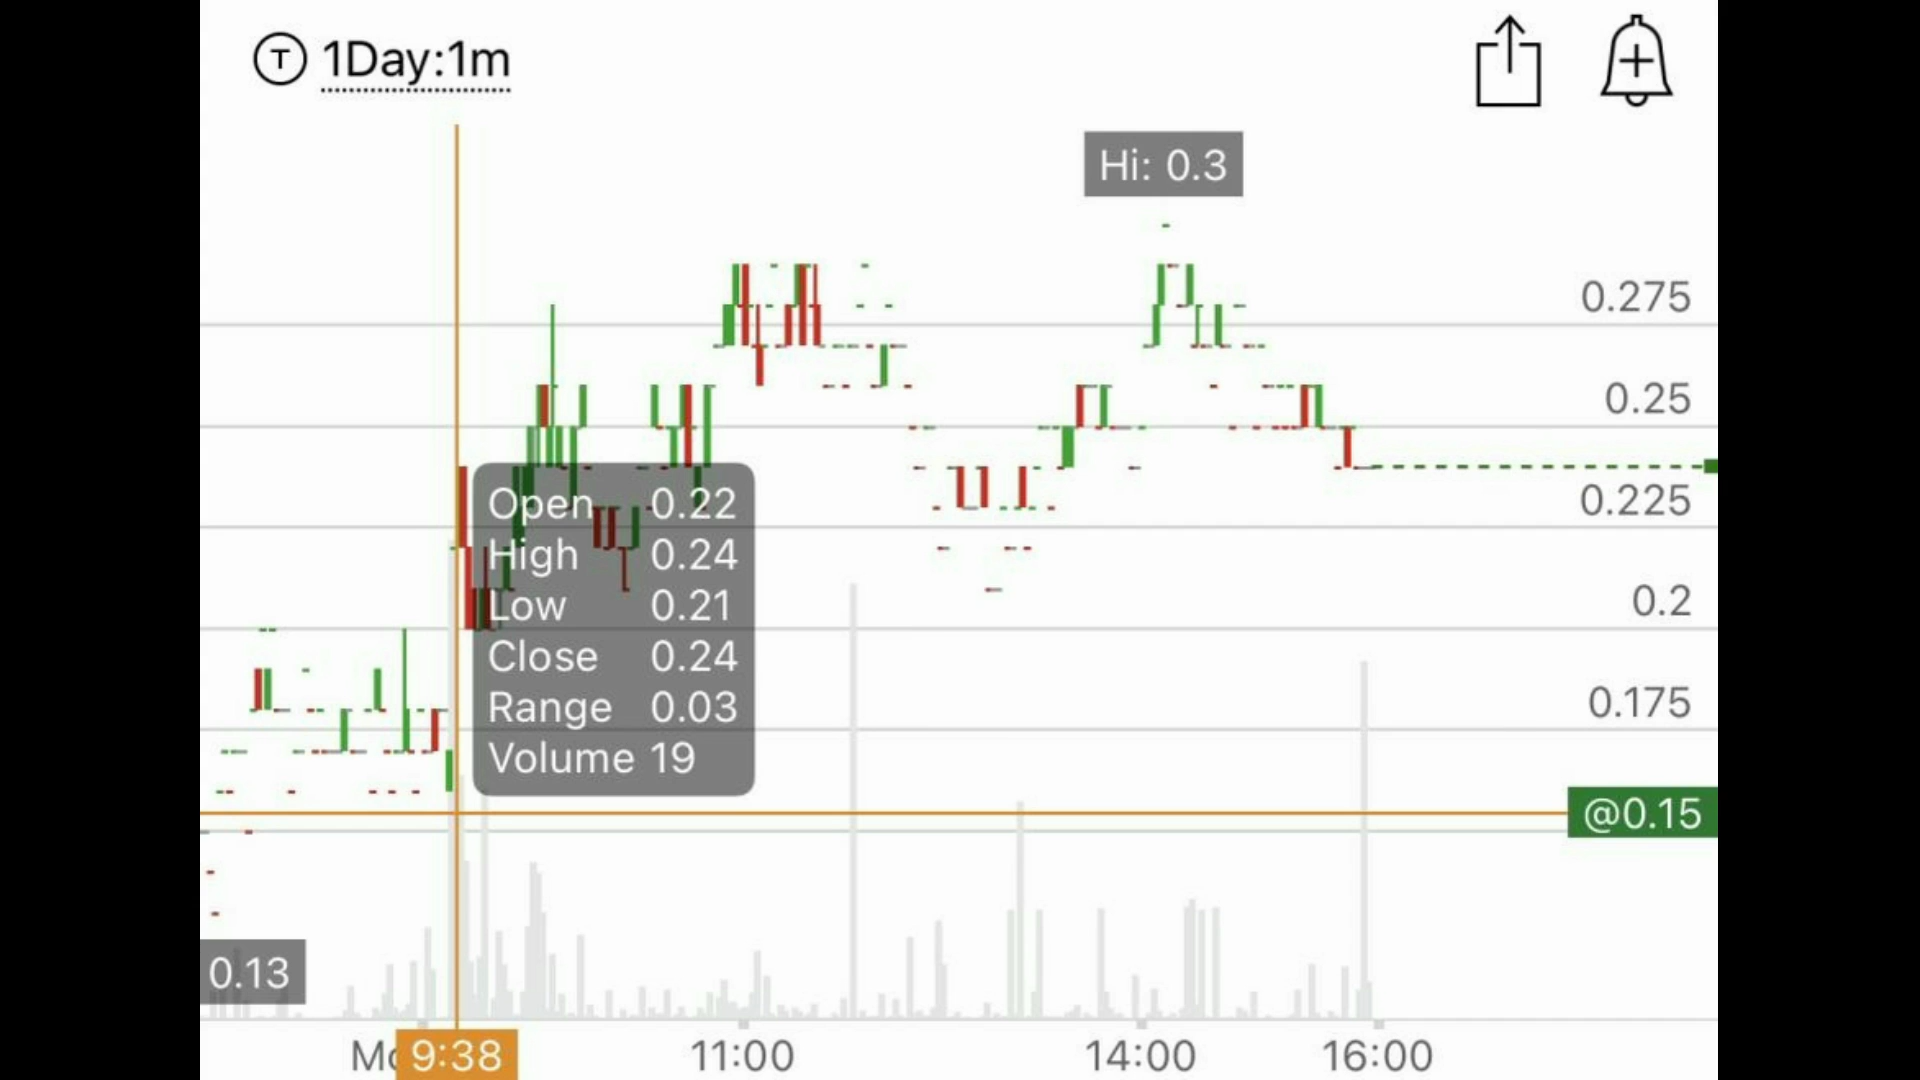 T 1Day:1m
Hi: 0.3
0.275
0.25
0.225
0.2
0.175
Open 0.22
High 0.24
Low 0.21
Close 0.24
Range 0.03
Volume 19
@0.15
0.13
9:38
11:00
14:00
16:00